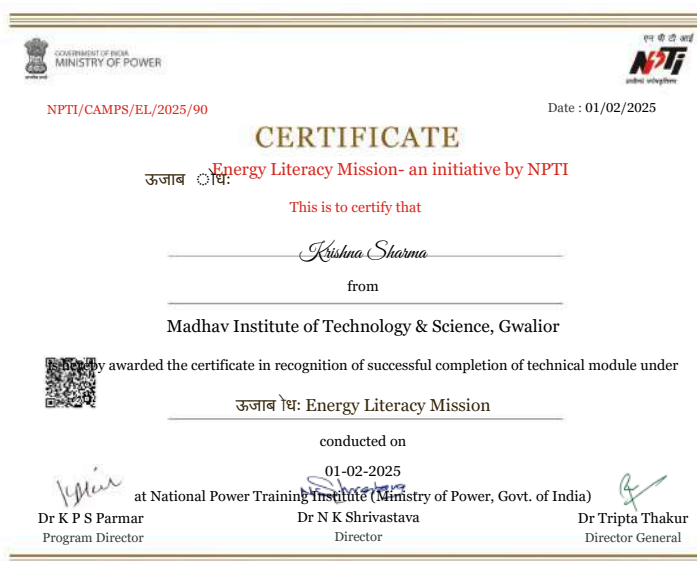 GOVERNMENT OF INDIA
MINISTRY OF POWER
एन पी टी आई
NPTi
NPTI/CAMPS/EL/2025/90
Date : 01/02/2025
CERTIFICATE
ऊजाब ोधः Energy Literacy Mission- an initiative by NPTI
This is to certify that
Krishna Sharma
from
Madhav Institute of Technology & Science, Gwalior
is hereby awarded the certificate in recognition of successful completion of technical module under
ऊजाब ोधः Energy Literacy Mission
conducted on
01-02-2025
at National Power Training Institute (Ministry of Power, Govt. of India)
Dr K P S Parmar
Program Director
Dr N K Shrivastava
Director
Dr Tripta Thakur
Director General